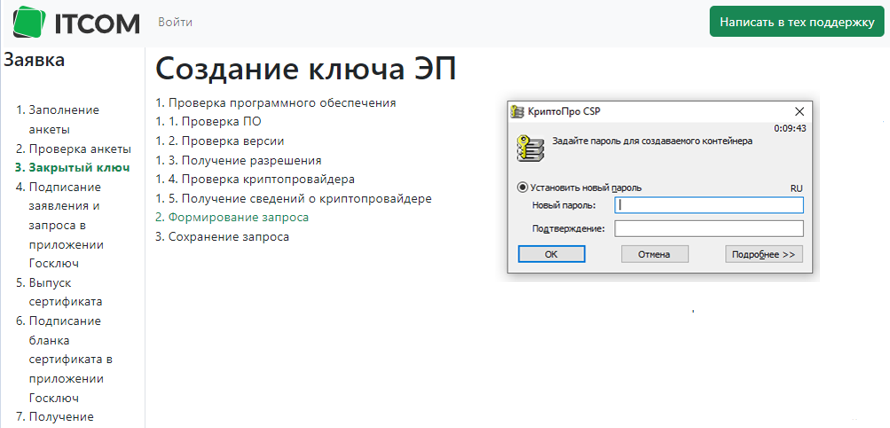 ITCOM
Войти
Написать в тех поддержку
Заявка
1. Заполнение
анкеты
2. Проверка анкеты
3. Закрытый ключ
4. Подписание
заявления и
запроса в
приложении
Госключ
5. Выпуск
сертификата
6. Подписание
бланка
сертификата в
приложении
Госключ
7. Получение
Создание ключа ЭП
1. Проверка программного обеспечения
1. 1. Проверка ПО
1. 2. Проверка версии
1. 3. Получение разрешения
1. 4. Проверка криптопровайдера
1. 5. Получение сведений о криптопровайдере
2. Формирование запроса
3. Сохранение запроса
КриптоПро CSP
0:09:43
Задайте пароль для создаваемого контейнера
Установить новый пароль
RU
Новый пароль:
Подтверждение:
ОК
Отмена
Подробнее >>